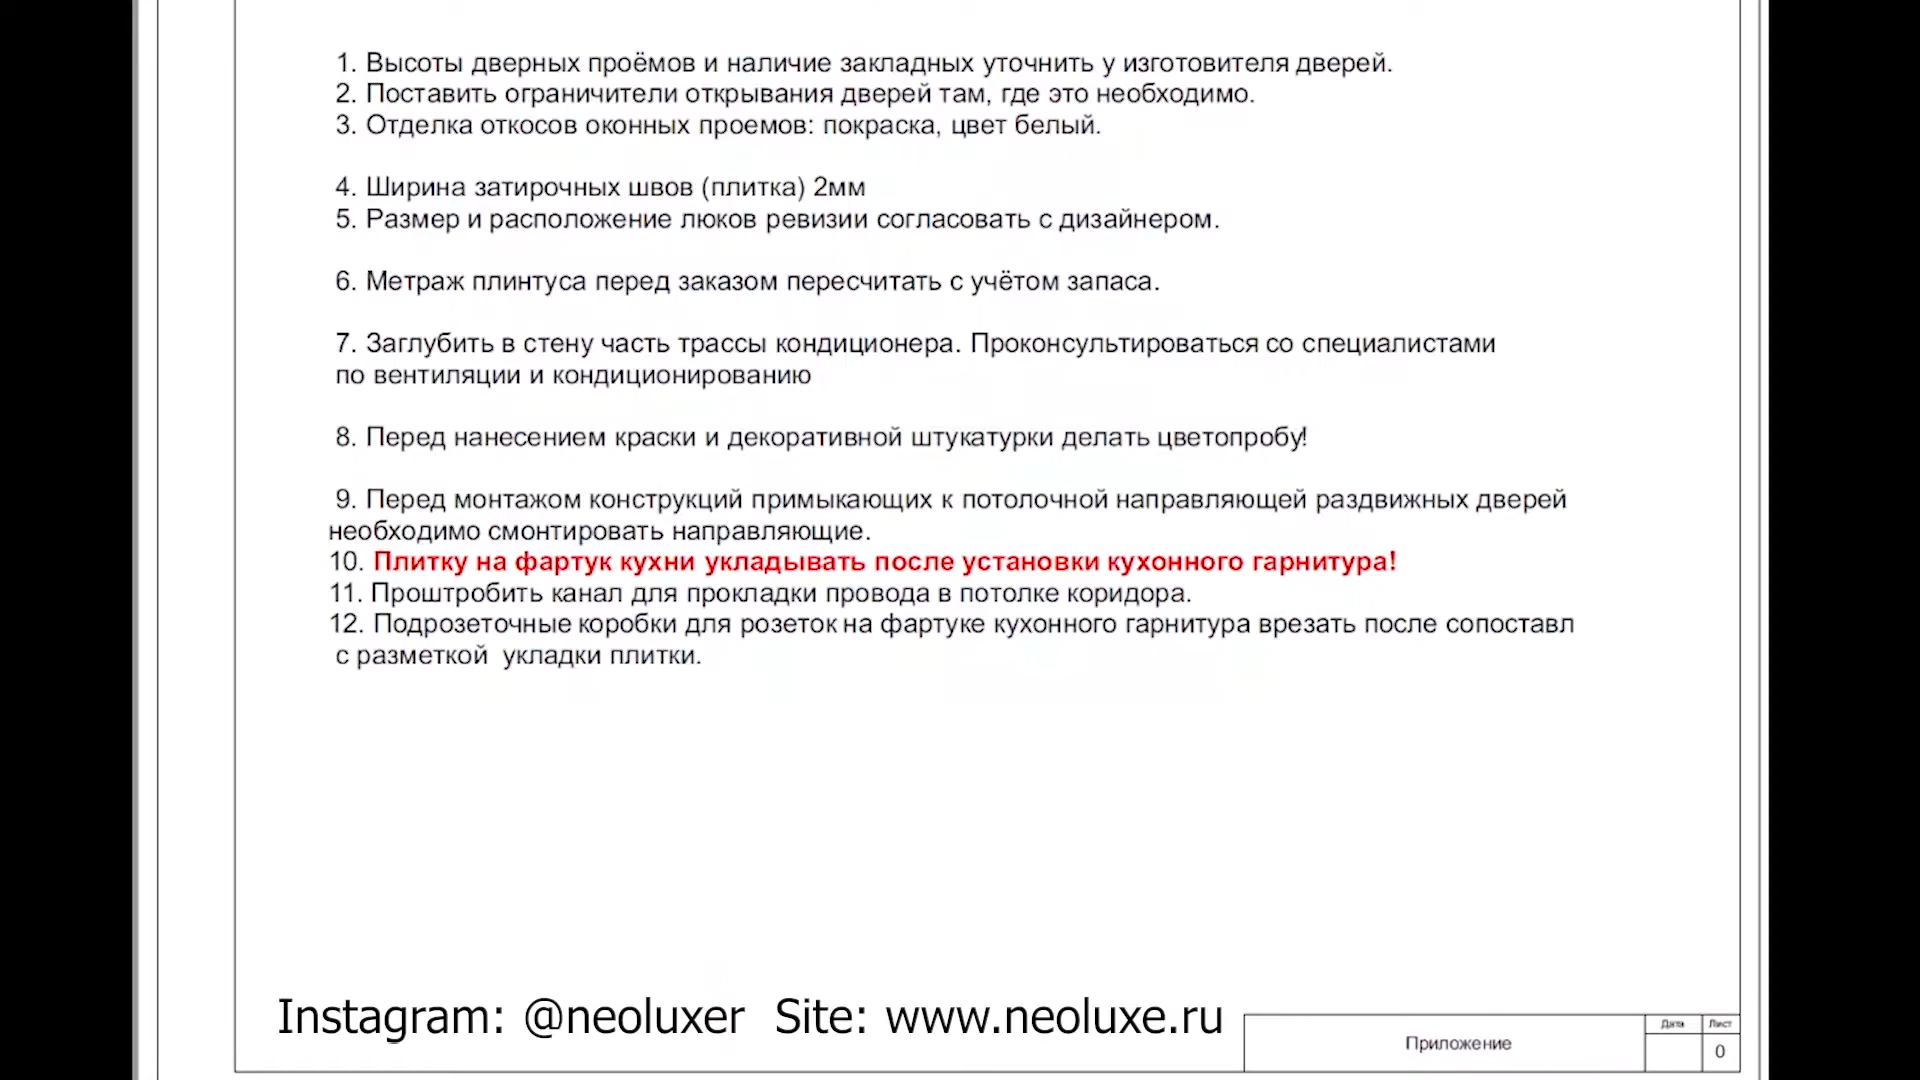 1. Высоты дверных проёмов и наличие закладных уточнить у изготовителя дверей.
2. Поставить ограничители открывания дверей там, где это необходимо.
3. Отделка откосов оконных проемов: покраска, цвет белый.
4. Ширина затирочных швов (плитка) 2мм
5. Размер и расположение люков ревизии согласовать с дизайнером.
6. Метраж плинтуса перед заказом пересчитать с учётом запаса.
7. Заглубить в стену часть трассы кондиционера. Проконсультироваться со специалистами
по вентиляции и кондиционированию
8. Перед нанесением краски и декоративной штукатурки делать цветопробу!
9. Перед монтажом конструкций примыкающих к потолочной направляющей раздвижных дверей
необходимо смонтировать направляющие.
10. Плитку на фартук кухни укладывать после установки кухонного гарнитура!
11. Проштробить канал для прокладки провода в потолке коридора.
12. Подрозеточные коробки для розеток на фартуке кухонного гарнитура врезать после сопоставл
с разметкой укладки плитки.
Instagram: @neoluxer Site: www.neoluxe.ru
Приложение
Дата
Лист
0